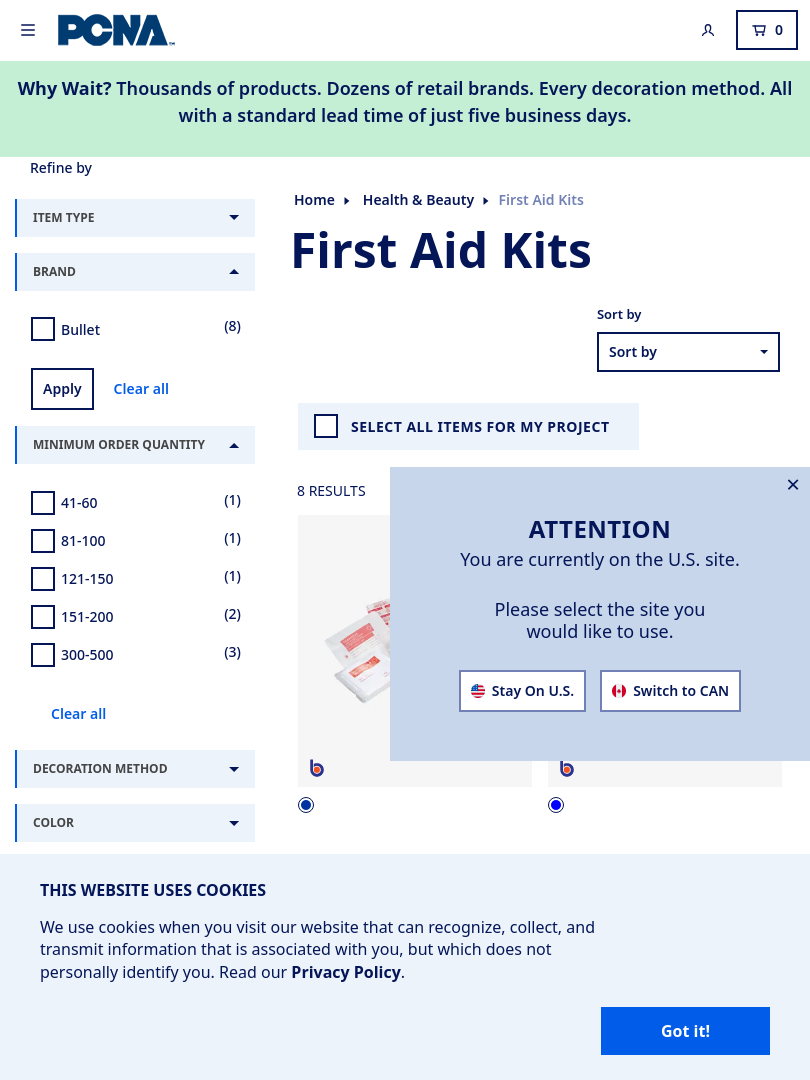 PCNA
0
Why Wait? Thousands of products. Dozens of retail brands. Every decoration method. All
with a standard lead time of just five business days.
Refine by
ITEM TYPE
BRAND
Bullet
(8)
Apply
Clear all
MINIMUM ORDER QUANTITY
41-60
(1)
81-100
(1)
121-150
(1)
151-200
(2)
300-500
(3)
Clear all
DECORATION METHOD
COLOR
Home
Health & Beauty
First Aid Kits
First Aid Kits
Sort by
Sort by
SELECT ALL ITEMS FOR MY PROJECT
8 RESULTS
ATTENTION
You are currently on the U.S. site.
Please select the site you
would like to use.
Stay On U.S.
Switch to CAN
THIS WEBSITE USES COOKIES
We use cookies when you visit our website that can recognize, collect, and
transmit information that is associated with you, but which does not
personally identify you. Read our Privacy Policy.
Got it!